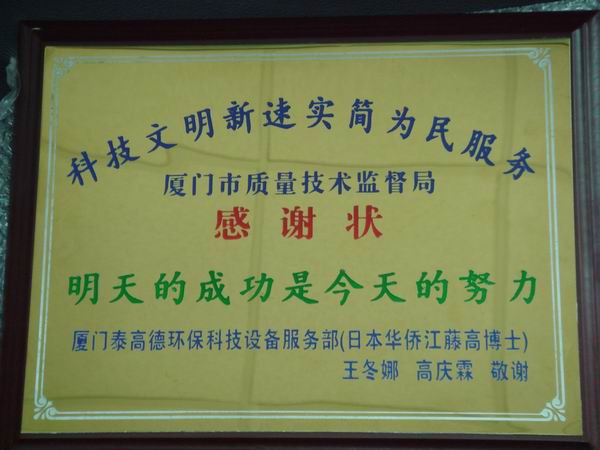 科技文明新速实简为民服务
厦门市质量技术监督局
感谢状
明天的成功是今天的努力
厦门泰高德环保科技设备服务部(日本华侨江藤高博士)
王冬娜 高庆霖 敬谢